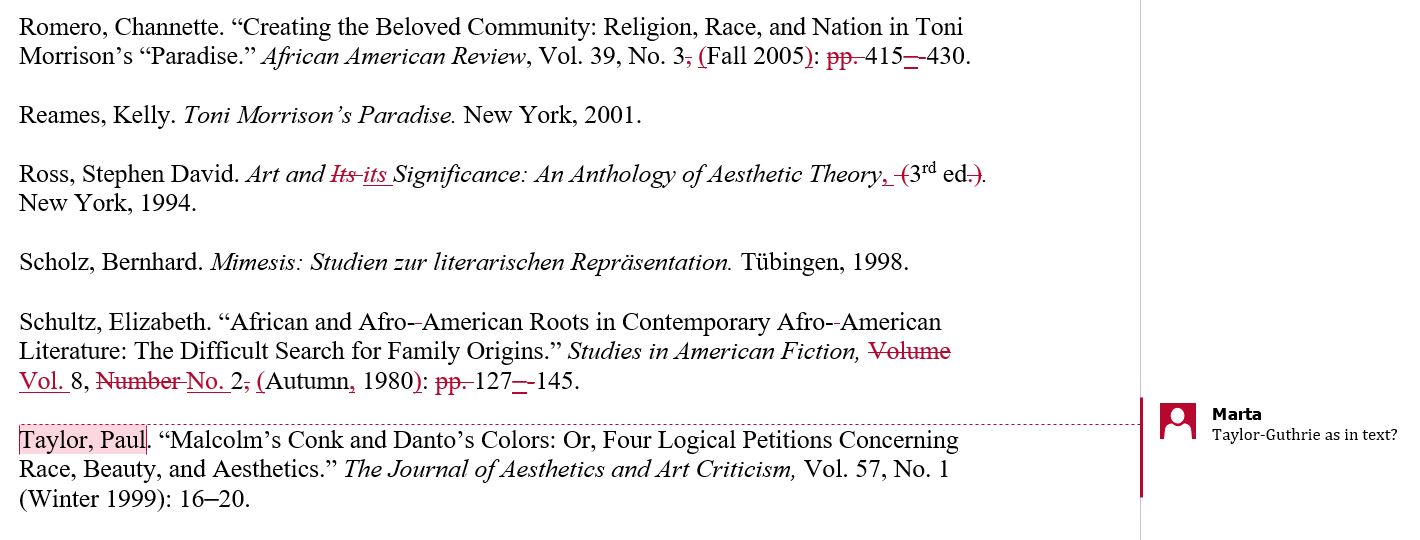 Romero, Channette. “Creating the Beloved Community: Religion, Race, and Nation in Toni
Morrison’s “Paradise.” African American Review, Vol. 39, No. 3, (Fall 2005): pp. 415–-430.
Reames, Kelly. Toni Morrison’s Paradise. New York, 2001.
Ross, Stephen David. Art and Its its Significance: An Anthology of Aesthetic Theory, (3rd ed.).
New York, 1994.
Scholz, Bernhard. Mimesis: Studien zur literarischen Repräsentation. Tübingen, 1998.
Schultz, Elizabeth. “African and Afro--American Roots in Contemporary Afro--American
Literature: The Difficult Search for Family Origins.” Studies in American Fiction, Volume
Vol. 8, Number No. 2, (Autumn, 1980): pp. 127–-145.
Taylor, Paul. “Malcolm’s Conk and Danto’s Colors: Or, Four Logical Petitions Concerning
Race, Beauty, and Aesthetics.” The Journal of Aesthetics and Art Criticism, Vol. 57, No. 1
(Winter 1999): 16–20.
Marta
Taylor-Guthrie as in text?